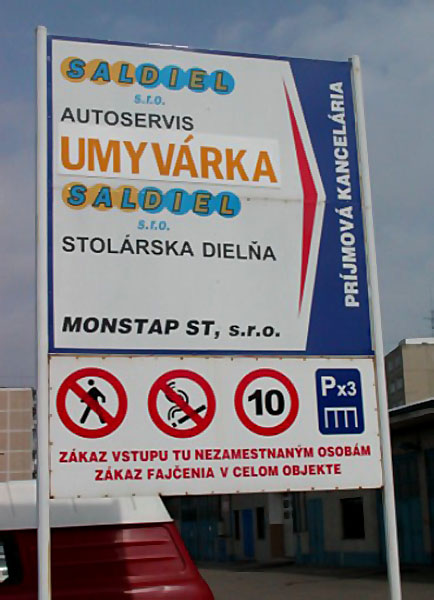 SALDIEL
s.r.o.
AUTOSERVIS
UMYVÁRKA
SALDIEL
s.r.o.
STOLÁRSKA DIELŇA
MONSTAP ST, s.r.o.
PRÍJMOVÁ KANCELÁRIA
10
Px3
ZÁKAZ VSTUPU TU NEZAMESTNANÝM OSOBÁM
ZÁKAZ FAJČENIA V CELOM OBJEKTE